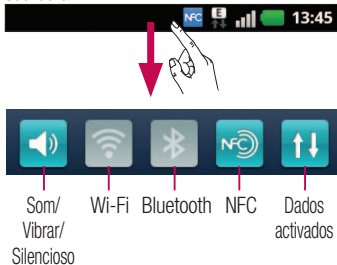 NFC E 13:45
NFC
Som/ Wi-Fi Bluetooth NFC Dados
Vibrar/ activados
Silencioso